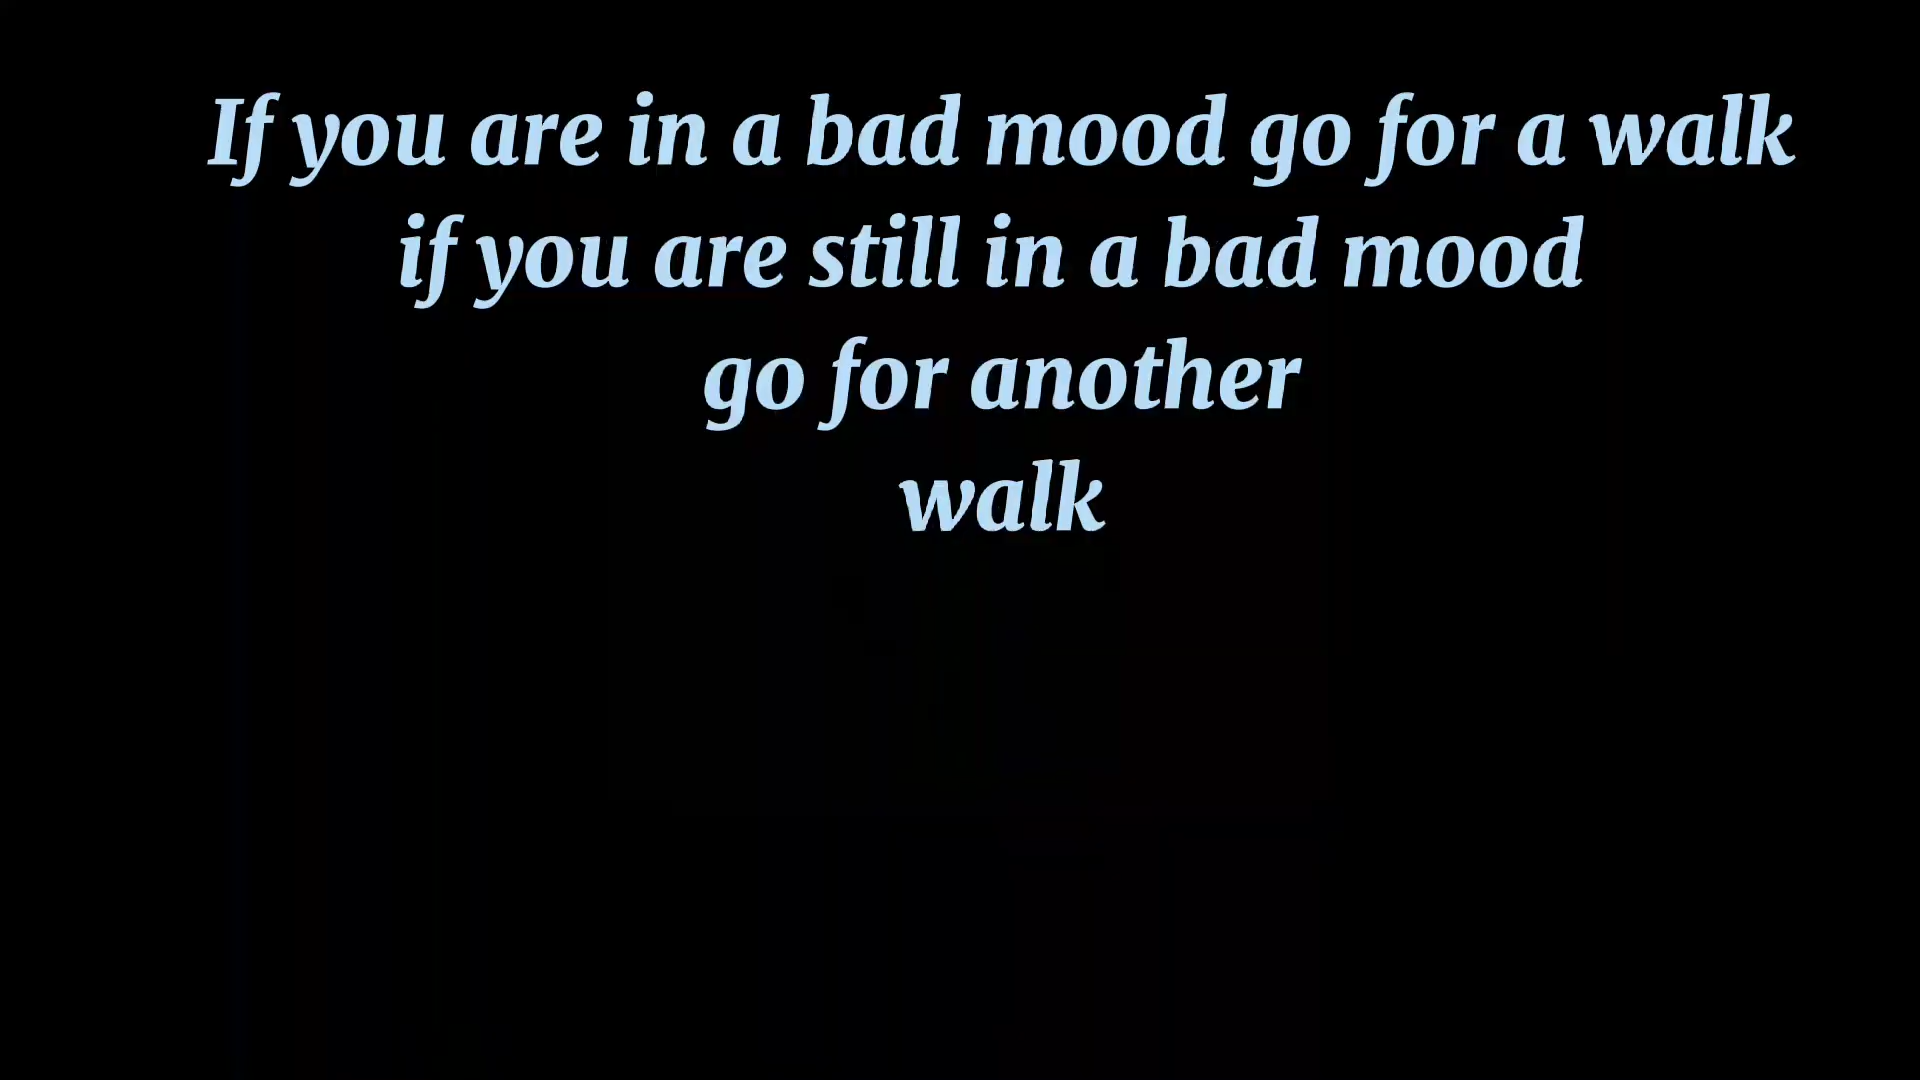 If you are in a bad mood go for a walk
if you are still in a bad mood
go for another
walk